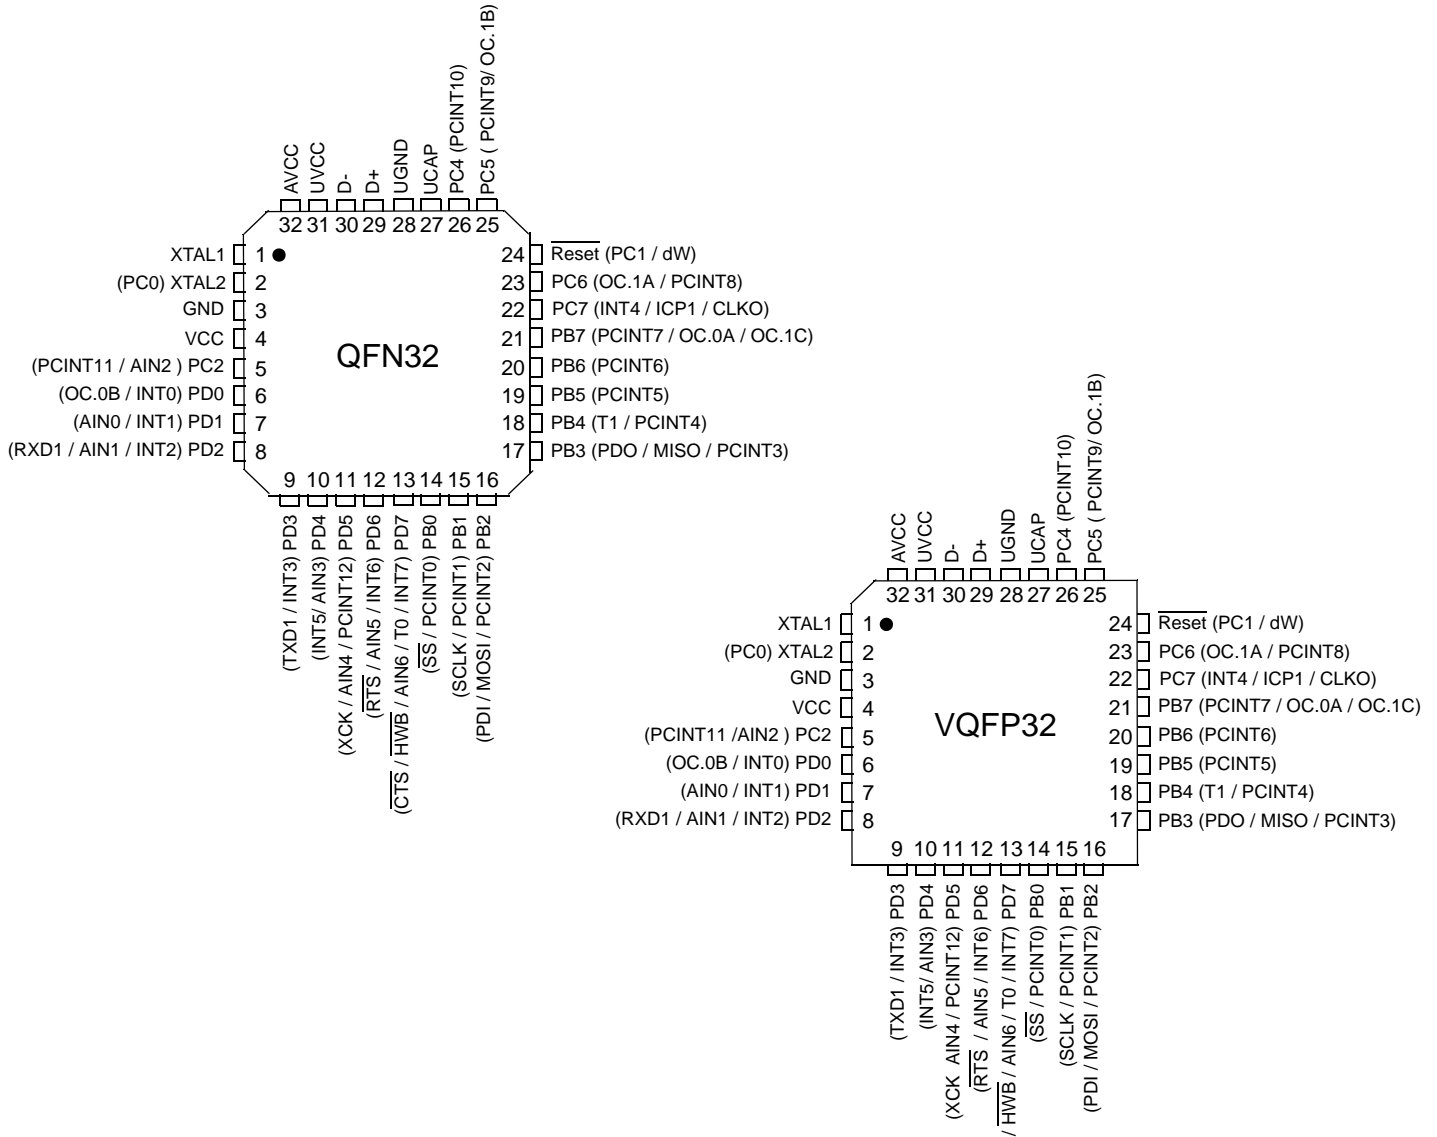 AVCC
UVCC
D-
D+
UGND
UCAP
PC4 (PCINT10)
PC5 ( PCINT9/ OC.1B)
32 31 30 29 28 27 26 25
XTAL1 1
(PC0) XTAL2 2
GND 3
VCC 4
(PCINT11 / AIN2 ) PC2 5
(OC.0B / INT0) PD0 6
(AIN0 / INT1) PD1 7
(RXD1 / AIN1 / INT2) PD2 8
QFN32
24 Reset (PC1 / dW)
23 PC6 (OC.1A / PCINT8)
22 PC7 (INT4 / ICP1 / CLKO)
21 PB7 (PCINT7 / OC.0A / OC.1C)
20 PB6 (PCINT6)
19 PB5 (PCINT5)
18 PB4 (T1 / PCINT4)
17 PB3 (PDO / MISO / PCINT3)
9 10 11 12 13 14 15 16
(TXD1 / INT3) PD3
(INT5/ AIN3) PD4
(XCK / AIN4 / PCINT12) PD5
(RTS / AIN5 / INT6) PD6
(CTS / HWB / AIN6 / T0 / INT7) PD7
(SS / PCINT0) PB0
(SCLK / PCINT1) PB1
(PDI / MOSI / PCINT2) PB2
AVCC
UVCC
D-
D+
UGND
UCAP
PC4 (PCINT10)
PC5 ( PCINT9/ OC.1B)
32 31 30 29 28 27 26 25
XTAL1 1
(PC0) XTAL2 2
GND 3
VCC 4
(PCINT11 /AIN2 ) PC2 5
(OC.0B / INT0) PD0 6
(AIN0 / INT1) PD1 7
(RXD1 / AIN1 / INT2) PD2 8
VQFP32
24 Reset (PC1 / dW)
23 PC6 (OC.1A / PCINT8)
22 PC7 (INT4 / ICP1 / CLKO)
21 PB7 (PCINT7 / OC.0A / OC.1C)
20 PB6 (PCINT6)
19 PB5 (PCINT5)
18 PB4 (T1 / PCINT4)
17 PB3 (PDO / MISO / PCINT3)
9 10 11 12 13 14 15 16
(TXD1 / INT3) PD3
(INT5/ AIN3) PD4
(XCK AIN4 / PCINT12) PD5
(RTS / AIN5 / INT6) PD6
/ HWB / AIN6 / T0 / INT7) PD7
(SS / PCINT0) PB0
(SCLK / PCINT1) PB1
(PDI / MOSI / PCINT2) PB2